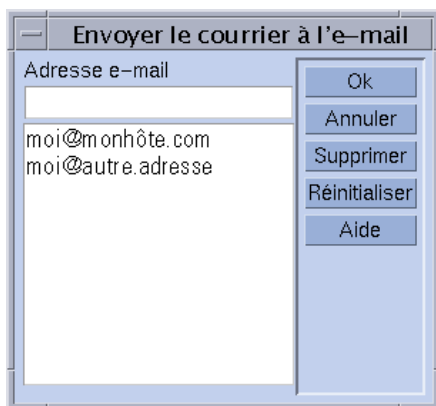 Envoyer le courrier à l'e–mail
Adresse e–mail
moi@monhôte.com
moi@autre.adresse
Ok
Annuler
Supprimer
Réinitialiser
Aide